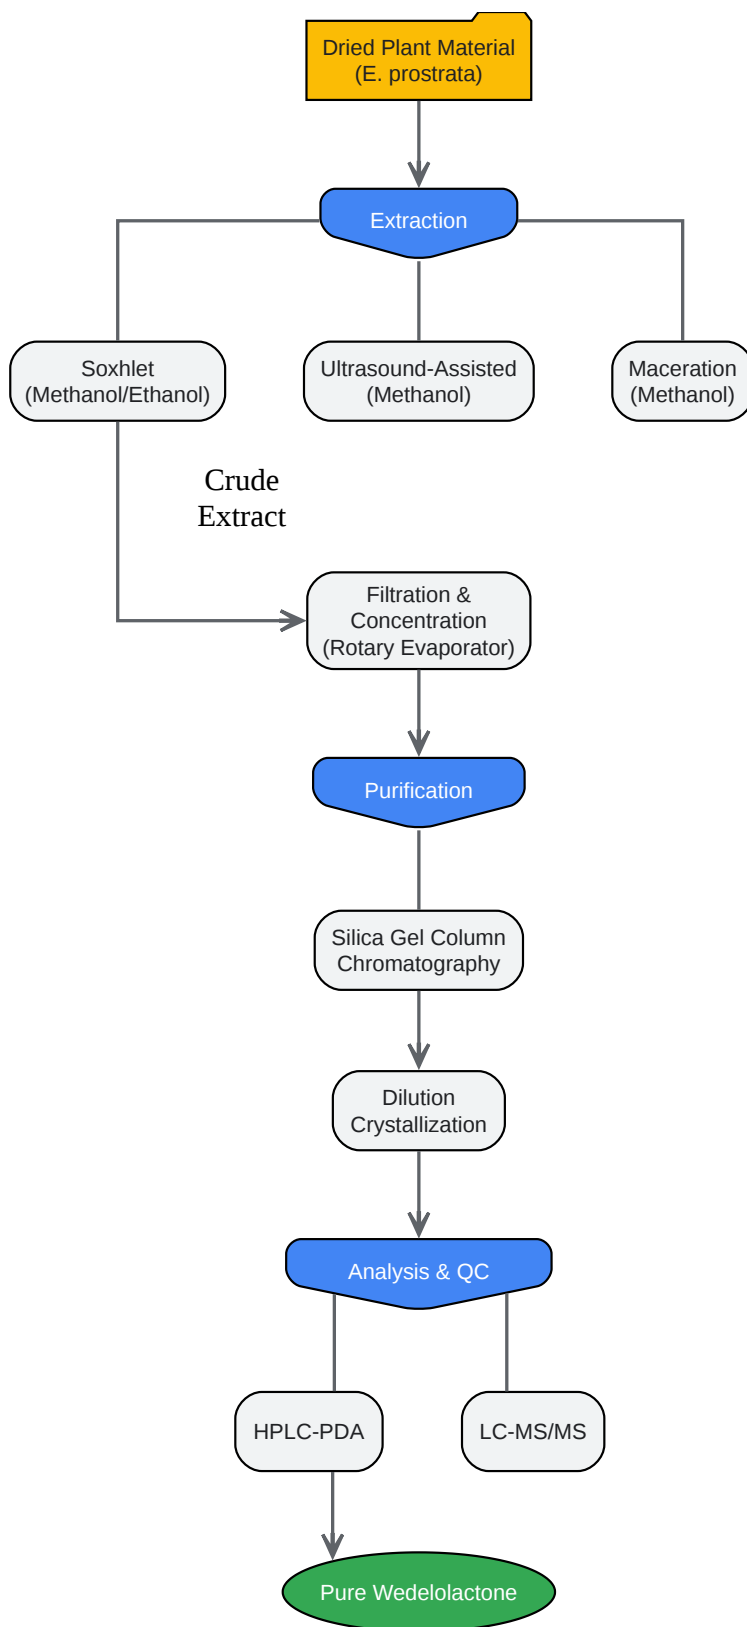 Dried Plant Material
(E. prostrata)
Extraction
Soxhlet
(Methanol/Ethanol)
Ultrasound-Assisted
(Methanol)
Maceration
(Methanol)
Crude
Extract
Filtration &
Concentration
(Rotary Evaporator)
Purification
Silica Gel Column
Chromatography
Dilution
Crystallization
Analysis & QC
HPLC-PDA
LC-MS/MS
Pure Wedelolactone